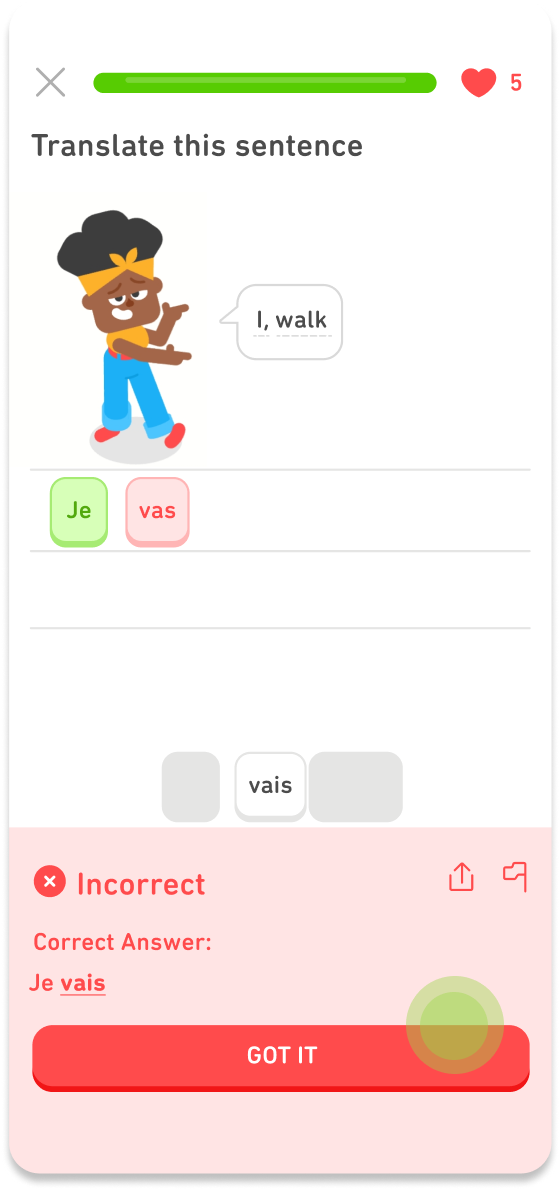 5
Translate this sentence
I, walk
Je vas
vais
Incorrect
Correct Answer:
Je vais
GOT IT